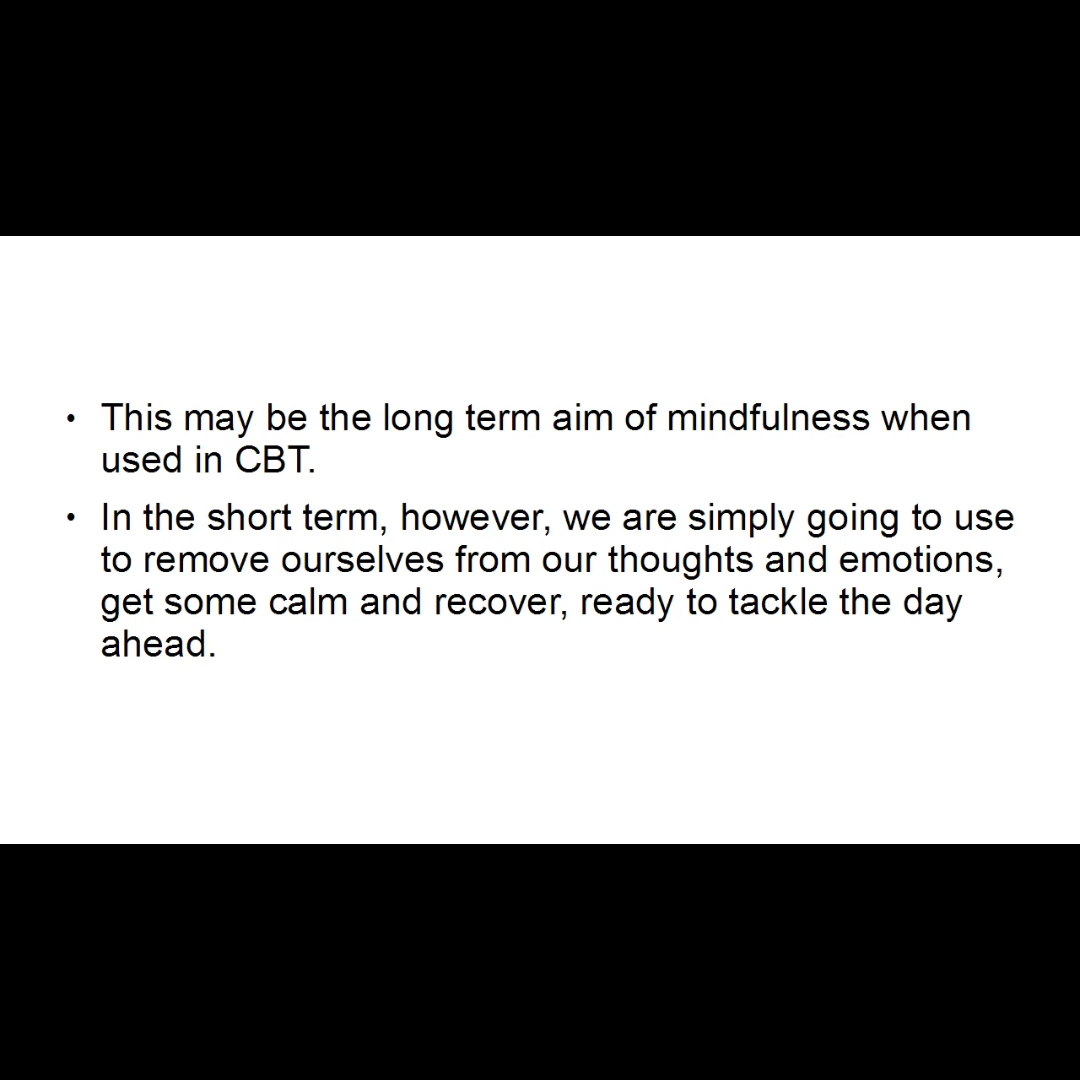 • This may be the long term aim of mindfulness when
used in CBT.
• In the short term, however, we are simply going to use
to remove ourselves from our thoughts and emotions,
get some calm and recover, ready to tackle the day
ahead.